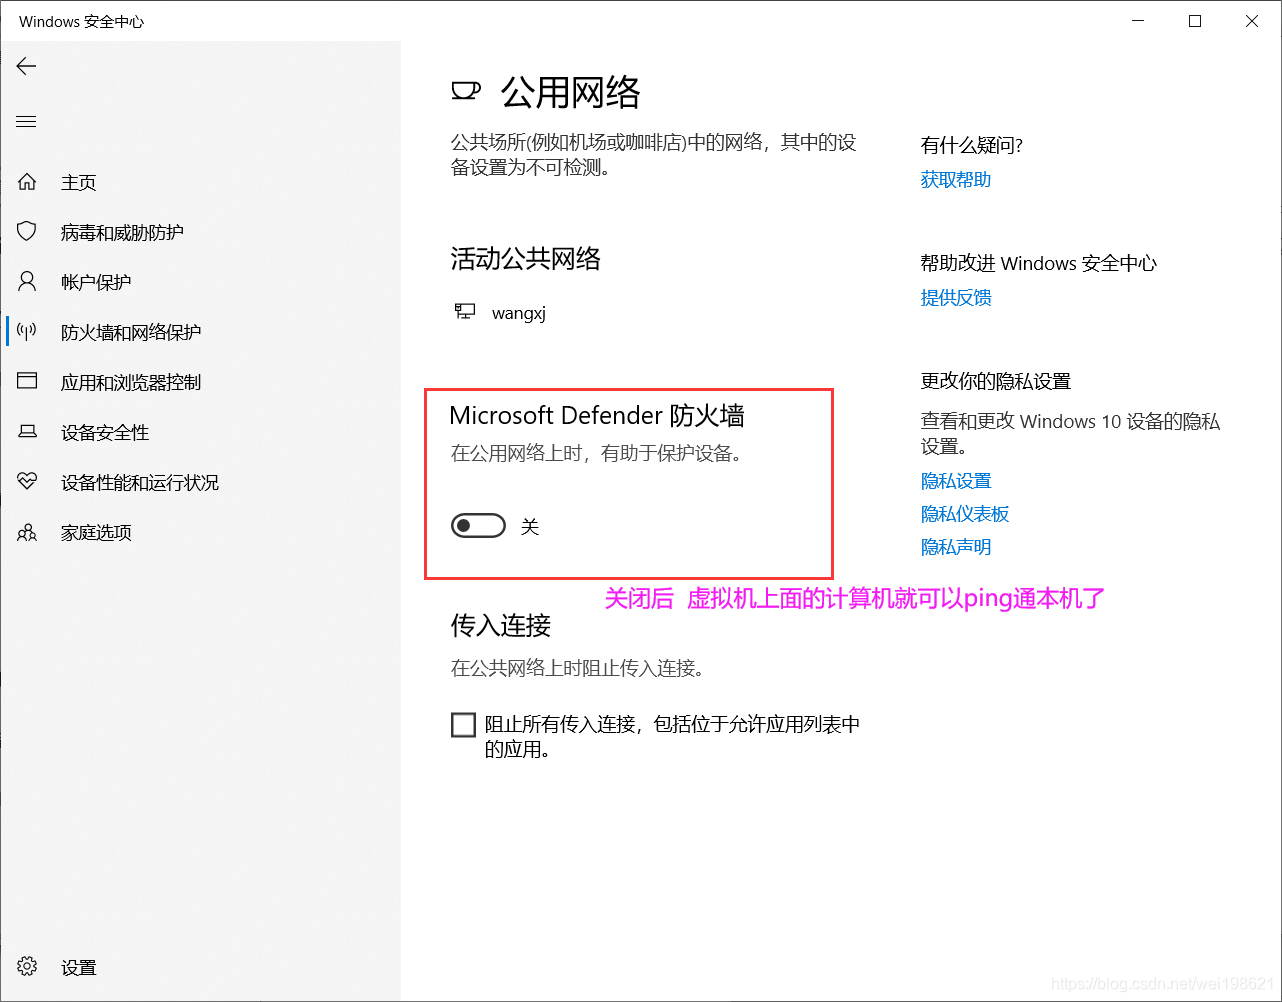 Windows 安全中心
主页
病毒和威胁防护
帐户保护
防火墙和网络保护
应用和浏览器控制
设备安全性
设备性能和运行状况
家庭选项
设置
公用网络
公共场所(例如机场或咖啡店)中的网络，其中的设
备设置为不可检测。
活动公共网络
wangxj
Microsoft Defender 防火墙
在公用网络上时，有助于保护设备。
关
关闭后 虚拟机上面的计算机就可以ping通本机了
传入连接
在公共网络上时阻止传入连接。
阻止所有传入连接，包括位于允许应用列表中
的应用。
有什么疑问?
获取帮助
帮助改进 Windows 安全中心
提供反馈
更改你的隐私设置
查看和更改 Windows 10 设备的隐私
设置。
隐私设置
隐私仪表板
隐私声明
https://blog.csdn.net/wei198621